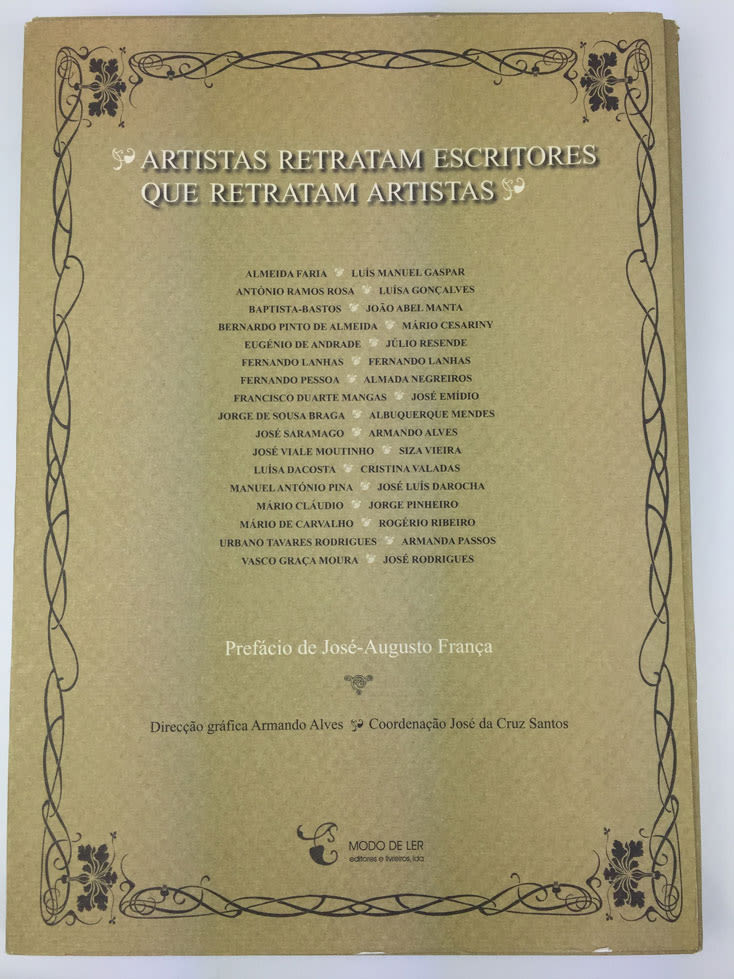 ARTISTAS RETRATAM ESCRITORES
QUE RETRATAM ARTISTAS
ALMEIDA FARIA LUÍS MANUEL GASPAR
ANTÓNIO RAMOS ROSA LUÍSA GONÇALVES
BAPTISTA-BASTOS JOÃO ABEL MANTA
BERNARDO PINTO DE ALMEIDA MÁRIO CESARINY
EUGÉNIO DE ANDRADE JÚLIO RESENDE
FERNANDO LANHAS FERNANDO LANHAS
FERNANDO PESSOA ALMADA NEGREIROS
FRANCISCO DUARTE MANGAS JOSÉ EMÍDIO
JORGE DE SOUSA BRAGA ALBUQUERQUE MENDES
JOSÉ SARAMAGO ARMANDO ALVES
JOSÉ VIALE MOUTINHO SIZA VIEIRA
LUÍSA DACOSTA CRISTINA VALADAS
MANUEL ANTÓNIO PINA JOSÉ LUÍS DAROCHA
MÁRIO CLÁUDIO JORGE PINHEIRO
MÁRIO DE CARVALHO ROGÉRIO RIBEIRO
URBANO TAVARES RODRIGUES ARMANDA PASSOS
VASCO GRAÇA MOURA JOSÉ RODRIGUES
Prefácio de José-Augusto França
Direcção gráfica Armando Alves Coordenação José da Cruz Santos
MODO DE LER
editores e livreiros, lda